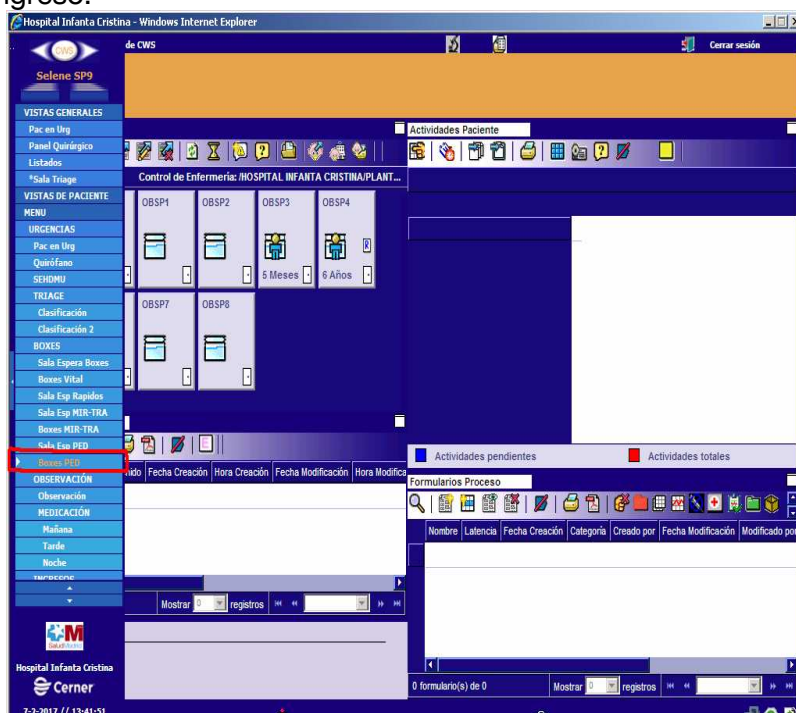 greso.
Hospital Infanta Cristina - Windows Internet Explorer
CWS
de CWS
Cerrar sesión
Selene SP9
VISTAS GENERALES
Pac en Urg
Panel Quirúrgico
Listados
*Sala Triage
VISTAS DE PACIENTE
MENU
URGENCIAS
Pac en Urg
Quirófano
SEHDMU
TRIAGE
Clasificación
Clasificación 2
BOXES
Sala Espera Boxes
Boxes Vital
Sala Esp Rapidos
Sala Esp MIR-TRA
Boxes MIR-TRA
Sala Esp PED
Boxes PED
OBSERVACIÓN
Observación
MEDICACIÓN
Mañana
Tarde
Noche
INGRESOS
SaludMadrid
Hospital Infanta Cristina
Cerner
7-2-2017 // 13:41:51
Control de Enfermeria: /HOSPITAL INFANTA CRISTINA/PLANT...
OBSP1 OBSP2 OBSP3 OBSP4
R
5 Meses 6 Años
OBSP7 OBSP8
E
nido Fecha Creación Hora Creación Fecha Modificación Hora Modifica
Mostrar 0 registros
Actividades Paciente
Actividades pendientes Actividades totales
Formularios Proceso
Nombre Latencia Fecha Creación Categoría Creado por Fecha Modificación Modificado por
0 formulario(s) de 0 Mostrar 0 registros